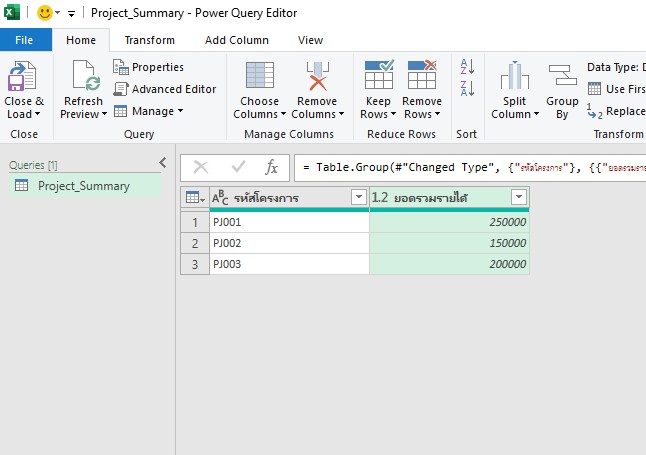 Project_Summary - Power Query Editor
File Home Transform Add Column View
Close & Load
Refresh Preview
Properties
Advanced Editor
Manage
Choose Columns
Remove Columns
Keep Rows
Remove Rows
Split Column
Group By
Data Type: D
Use Firs
Replace
Close Query Manage Columns Reduce Rows Sort Transform
Queries [1]
Project_Summary
fx = Table.Group(#"Changed Type", {"รหัสโครงการ"}, {{"ยอดรวมราย
ABC รหัสโครงการ 1.2 ยอดรวมรายได้
1 PJ001 250000
2 PJ002 150000
3 PJ003 200000